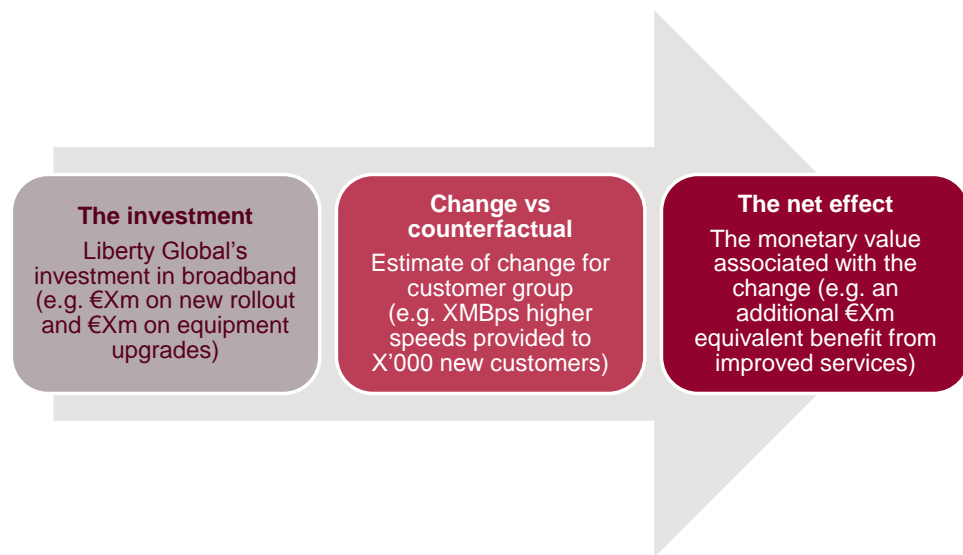 The investment
Liberty Global’s
investment in broadband
(e.g. €Xm on new rollout
and €Xm on equipment
upgrades)
Change vs
counterfactual
Estimate of change for
customer group
(e.g. XMBps higher
speeds provided to
X’000 new customers)
The net effect
The monetary value
associated with the
change (e.g. an
additional €Xm
equivalent benefit from
improved services)